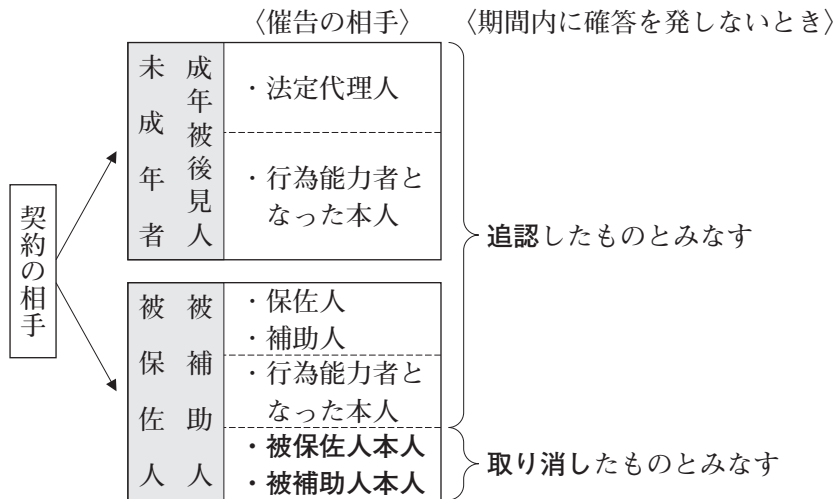 〈催告の相手〉 〈期間内に確答を発しないとき〉
契約の相手
未成年者
成年被後見人
・法定代理人
・行為能力者と
なった本人
追認したものとみなす
被保佐人
被補助人
・保佐人
・補助人
・行為能力者と
なった本人
・被保佐人本人
・被補助人本人
取り消したものとみなす